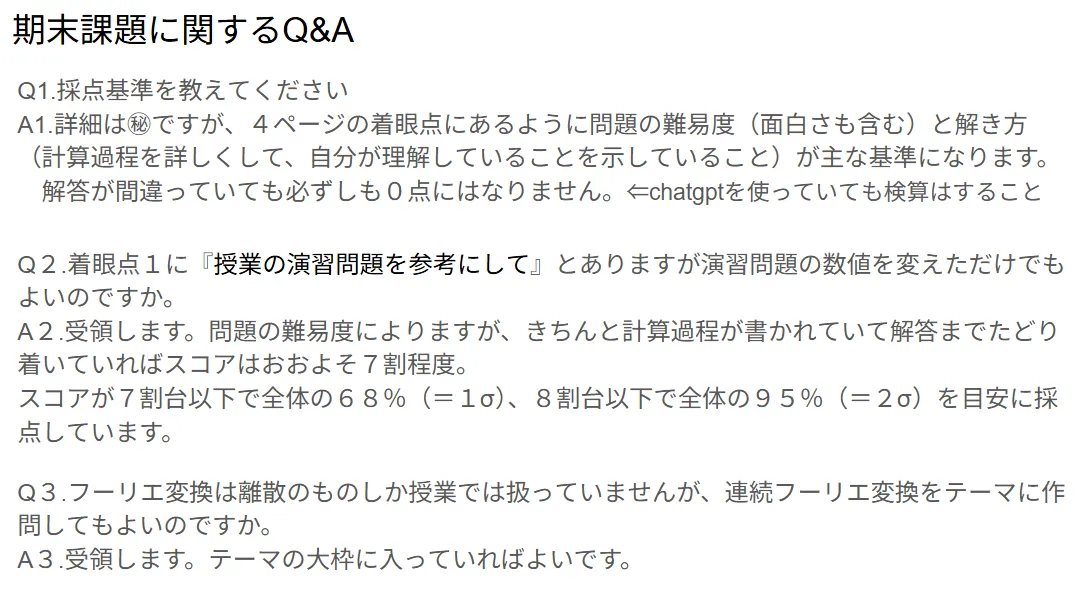 期末課題に関するQ&A
Q1.採点基準を教えてください
A1.詳細は㊙ですが、４ページの着眼点にあるように問題の難易度（面白さも含む）と解き方
（計算過程を詳しくして、自分が理解していることを示していること）が主な基準になります。
解答が間違っていても必ずしも０点にはなりません。⇐chatgptを使っていても検算はすること
Q２.着眼点１に『授業の演習問題を参考にして』とありますが演習問題の数値を変えただけでも
よいのですか。
A２.受領します。問題の難易度によりますが、きちんと計算過程が書かれていて解答までたどり
着いていればスコアはおおよそ７割程度。
スコアが７割台以下で全体の６８％（＝１σ）、８割台以下で全体の９５％（＝２σ）を目安に採
点しています。
Q３.フーリエ変換は離散のものしか授業では扱っていませんが、連続フーリエ変換をテーマに作
問してもよいのですか。
A３.受領します。テーマの大枠に入っていればよいです。